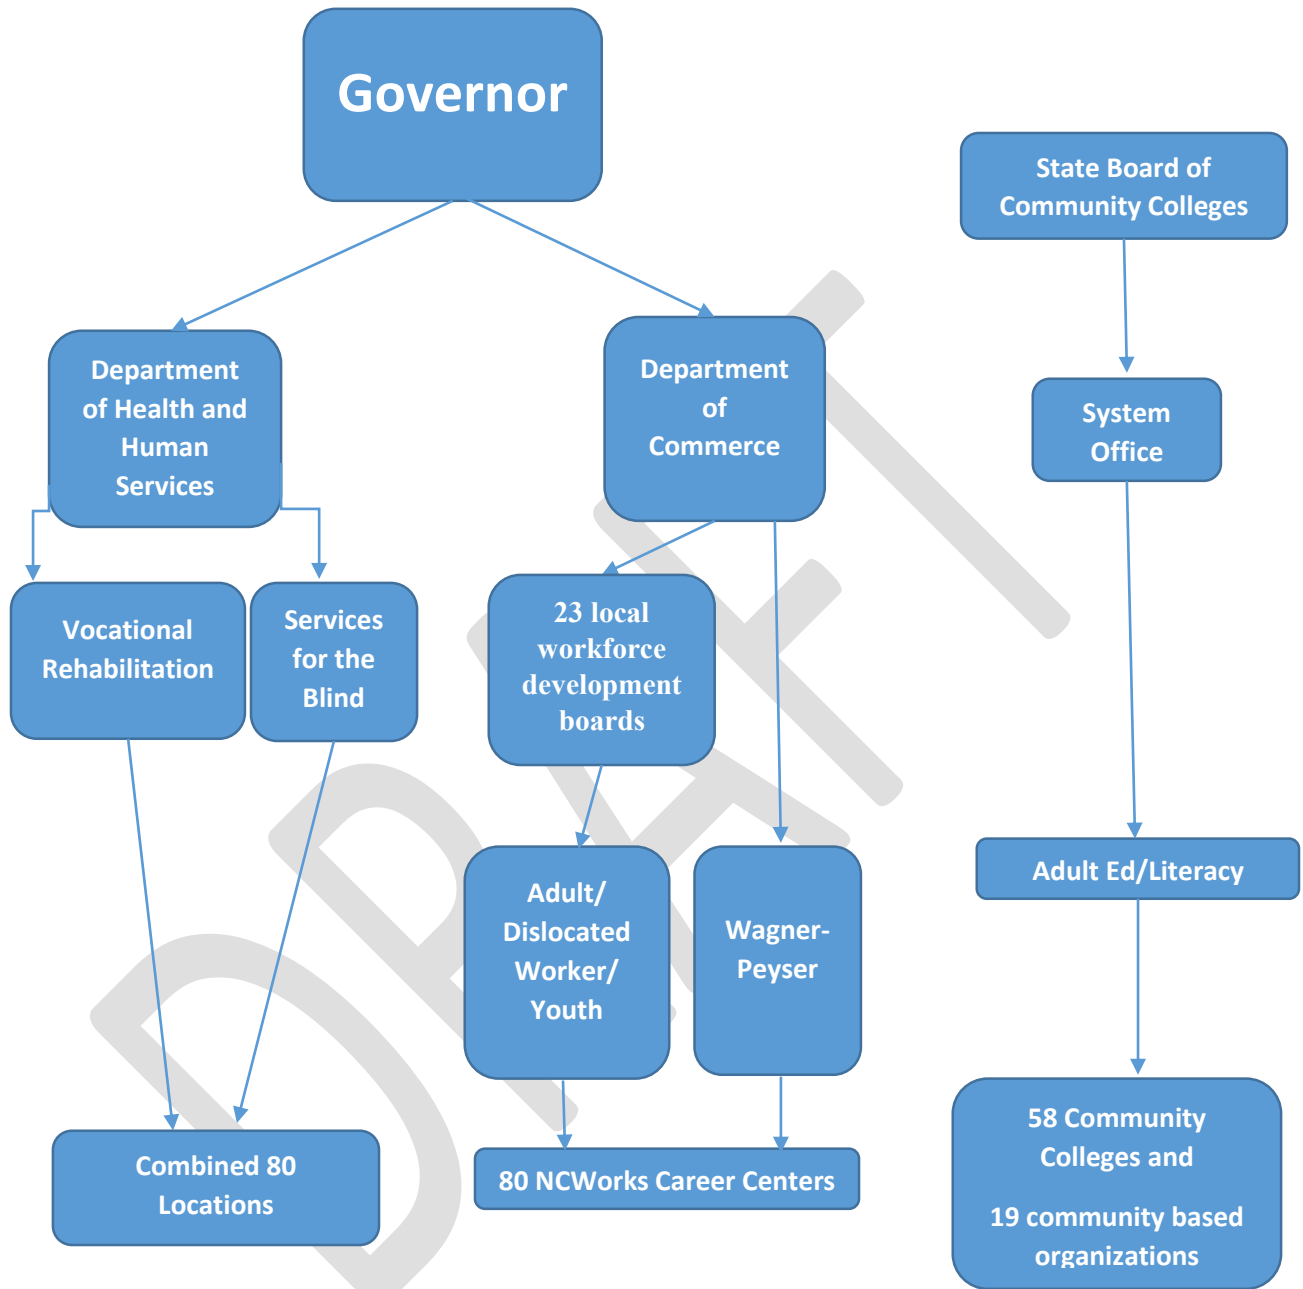 Governor
State Board of
Community Colleges
Department
of Health and
Human
Services
Department
of
Commerce
System
Office
Vocational
Rehabilitation
Services
for the
Blind
23 local
workforce
development
boards
Adult/
Dislocated
Worker/
Youth
Wagner-
Peyser
Adult Ed/Literacy
Combined 80
Locations
80 NCWorks Career Centers
58 Community
Colleges and
19 community based
organizations
DRAFT